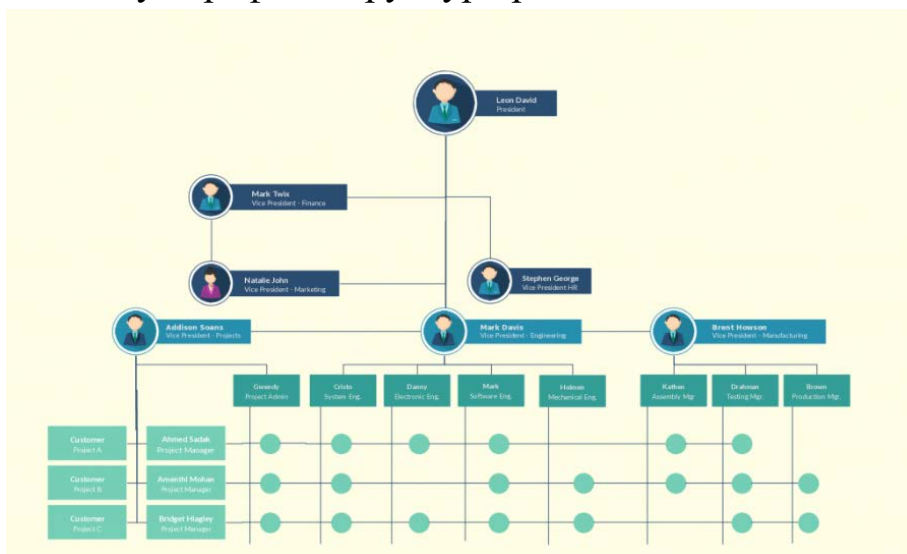 Leon David
President
Mark Twix
Vice President - Finance
Natalie John
Vice President - Marketing
Stephen George
Vice President HR
Addison Soans
Vice President - Projects
Mark Davis
Vice President - Engineering
Brent Howson
Vice President - Manufacturing
Gwendy
Project Admin
Cristo
System Eng.
Danny
Electronic Eng.
Mark
Software Eng.
Holman
Mechenical Eng.
Kathen
Assembly Mgr
Drahman
Testing Mgr.
Brown
Production Mgr.
Customer
Project A
Ahmed Sadak
Project Manager
Customer
Project B
Amenthi Mohan
Project Manager
Customer
Project C
Bridget Hlagley
Project Manager